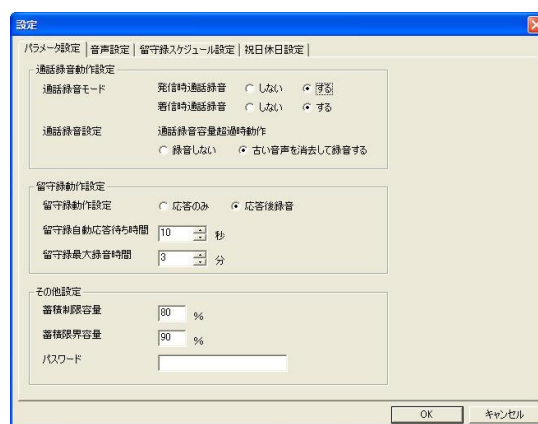 設定
パラメータ設定 音声設定 留守録スケジュール設定 祝日休日設定
通話録音動作設定
通話録音モード 発信時通話録音 しない する
着信時通話録音 しない する
通話録音設定 通話録音容量超過時動作
録音しない 古い音声を消去して録音する
留守録動作設定
留守録動作設定 応答のみ 応答後録音
留守録自動応答待ち時間 10 秒
留守録最大録音時間 3 分
その他設定
蓄積制限容量 80 %
蓄積限界容量 90 %
パスワード
OK キャンセル